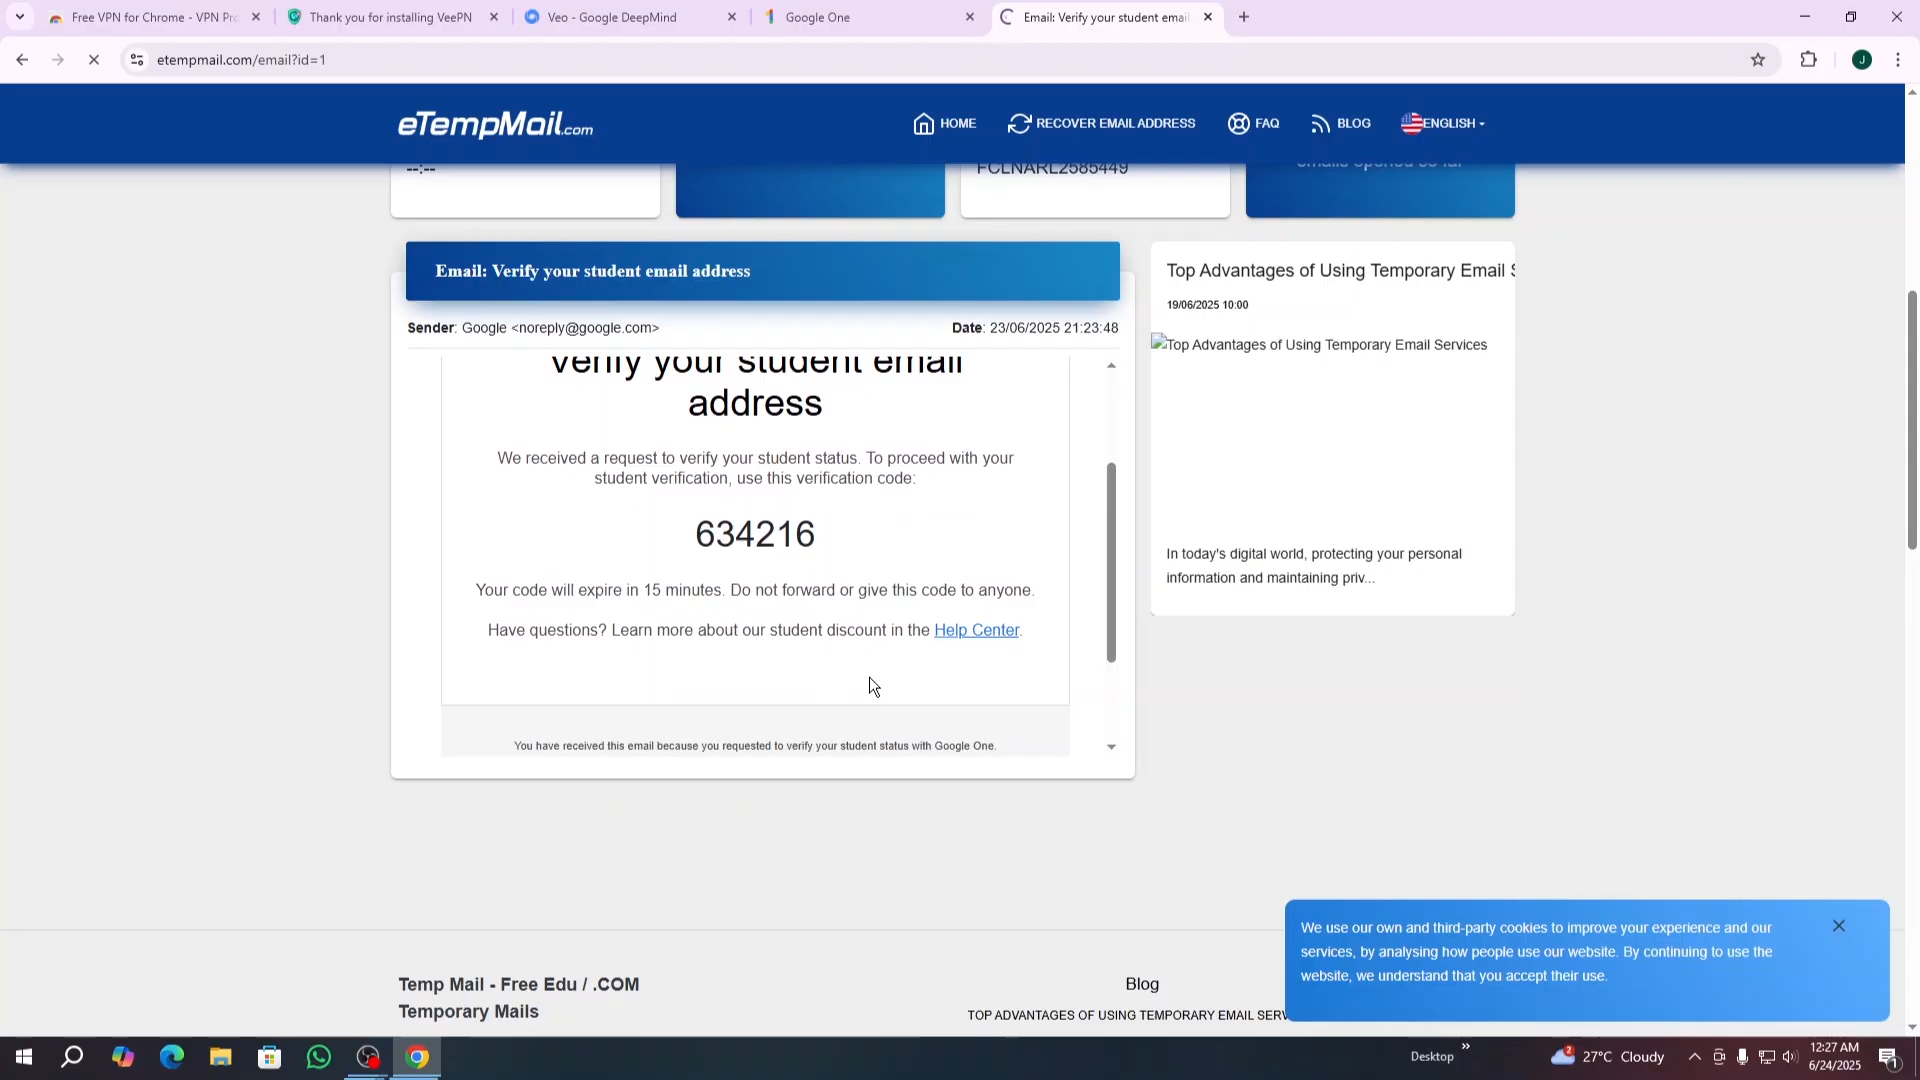 Free VPN for Chrome - VPN Pro
Thank you for installing VeePN
Veo - Google DeepMind
Google One
Email: Verify your student email
etempmail.com/email?id=1
J
eTempMail.com
HOME
RECOVER EMAIL ADDRESS
FAQ
BLOG
ENGLISH
--:--
FCLNARL2585449
emails opened so far
Email: Verify your student email address
Sender: Google <noreply@google.com>
Date: 23/06/2025 21:23:48
Verify your student email
address
We received a request to verify your student status. To proceed with your
student verification, use this verification code:
634216
Your code will expire in 15 minutes. Do not forward or give this code to anyone.
Have questions? Learn more about our student discount in the Help Center.
You have received this email because you requested to verify your student status with Google One.
Top Advantages of Using Temporary Email S
19/06/2025 10:00
Top Advantages of Using Temporary Email Services
In today's digital world, protecting your personal
information and maintaining priv...
We use our own and third-party cookies to improve your experience and our
services, by analysing how people use our website. By continuing to use the
website, we understand that you accept their use.
Temp Mail - Free Edu / .COM
Temporary Mails
Blog
TOP ADVANTAGES OF USING TEMPORARY EMAIL SERV
Desktop
2
27°C Cloudy
12:27 AM
6/24/2025
1